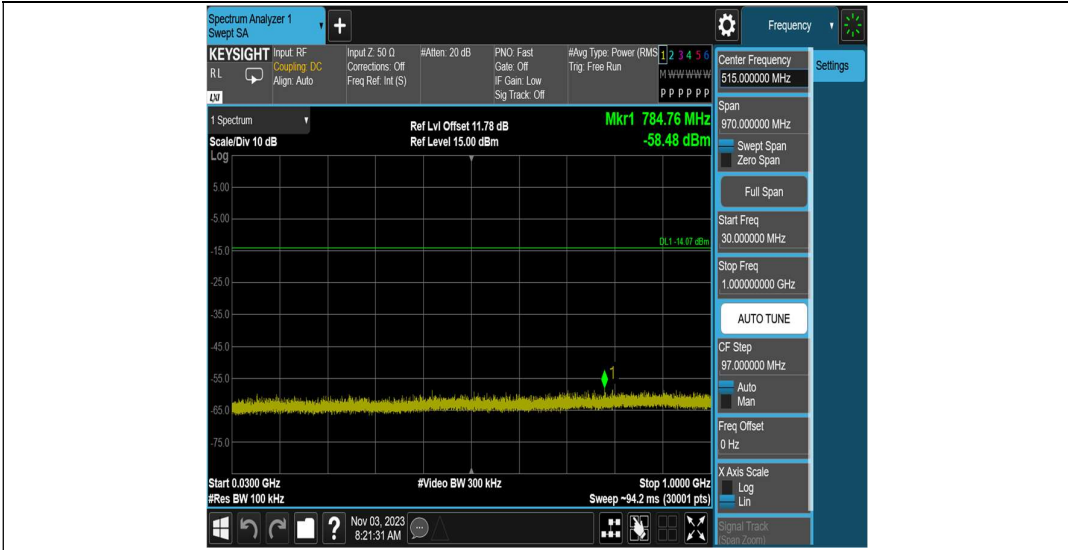 Spectrum Analyzer 1
Swept SA
Frequency
Settings
KEYSIGHT
RL
LXI
Input: RF
Coupling: DC
Align: Auto
Input Z: 50 Ω
Corrections: Off
Freq Ref: Int (S)
#Atten: 20 dB
PNO: Fast
Gate: Off
IF Gain: Low
Sig Track: Off
#Avg Type: Power (RMS
Trig: Free Run
1 2 3 4 5 6
M W W W W W
P P P P P P
1 Spectrum
Scale/Div 10 dB
Log
Ref Lvl Offset 11.78 dB
Ref Level 15.00 dBm
Mkr1 784.76 MHz
-58.48 dBm
5.00
-5.00
-15.0
-25.0
-35.0
-45.0
-55.0
-65.0
-75.0
DL1 -14.07 dBm
1
Start 0.0300 GHz
#Res BW 100 kHz
#Video BW 300 kHz
Stop 1.0000 GHz
Sweep ~94.2 ms (30001 pts)
Center Frequency
515.000000 MHz
Span
970.000000 MHz
Swept Span
Zero Span
Full Span
Start Freq
30.000000 MHz
Stop Freq
1.000000000 GHz
AUTO TUNE
CF Step
97.000000 MHz
Auto
Man
Freq Offset
0 Hz
X Axis Scale
Log
Lin
Signal Track
(Span Zoom)
?
Nov 03, 2023
8:21:31 AM